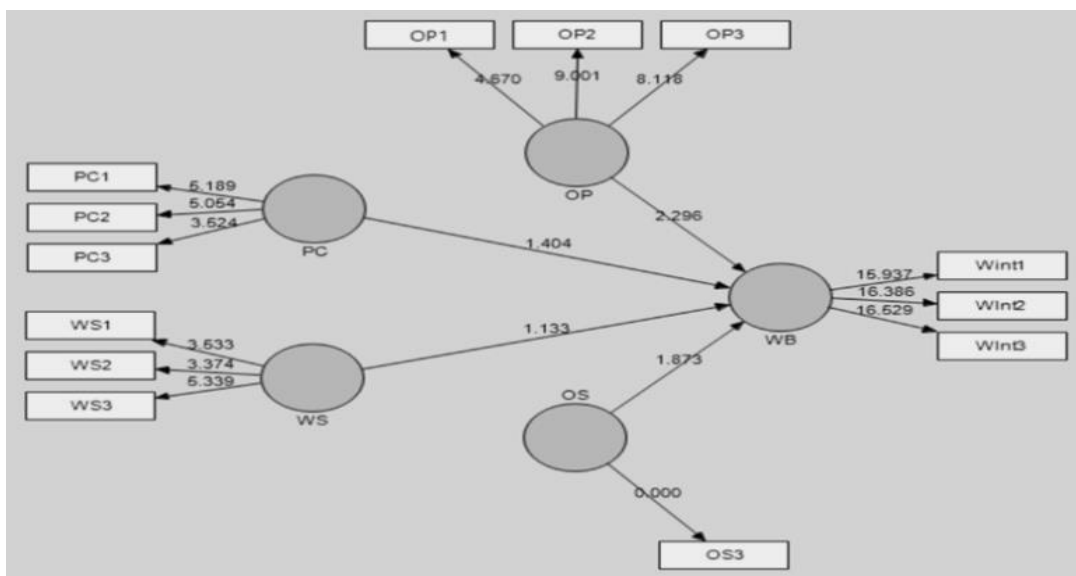 OP1
OP2
OP3
4.670
9.001
8.118
OP
PC1
PC2
PC3
5.189
5.054
3.524
PC
2.296
1.404
WS1
WS2
WS3
3.533
3.374
5.339
WS
1.133
WB
15.937
16.386
16.529
Wint1
WInt2
WInt3
1.873
OS
0.000
OS3